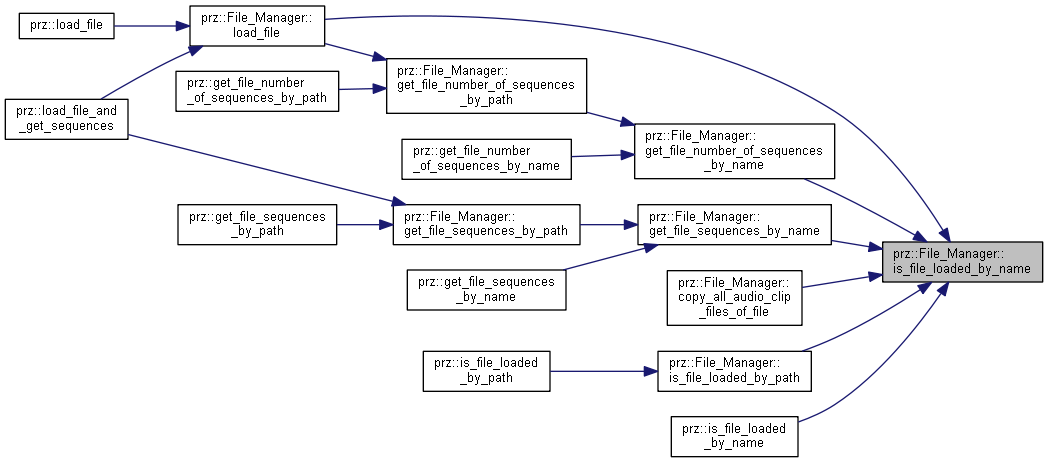 prz::load_file
prz::File_Manager::
load_file
prz::File_Manager::
get_file_number_of_sequences
_by_path
prz::get_file_number
_of_sequences_by_path
prz::load_file_and
_get_sequences
prz::File_Manager::
get_file_number_of_sequences
_by_name
prz::get_file_number
_of_sequences_by_name
prz::get_file_sequences
_by_path
prz::File_Manager::
get_file_sequences_by_path
prz::File_Manager::
get_file_sequences_by_name
prz::File_Manager::
is_file_loaded_by_name
prz::get_file_sequences
_by_name
prz::File_Manager::
copy_all_audio_clip
_files_of_file
prz::is_file_loaded
_by_path
prz::File_Manager::
is_file_loaded_by_path
prz::is_file_loaded
_by_name